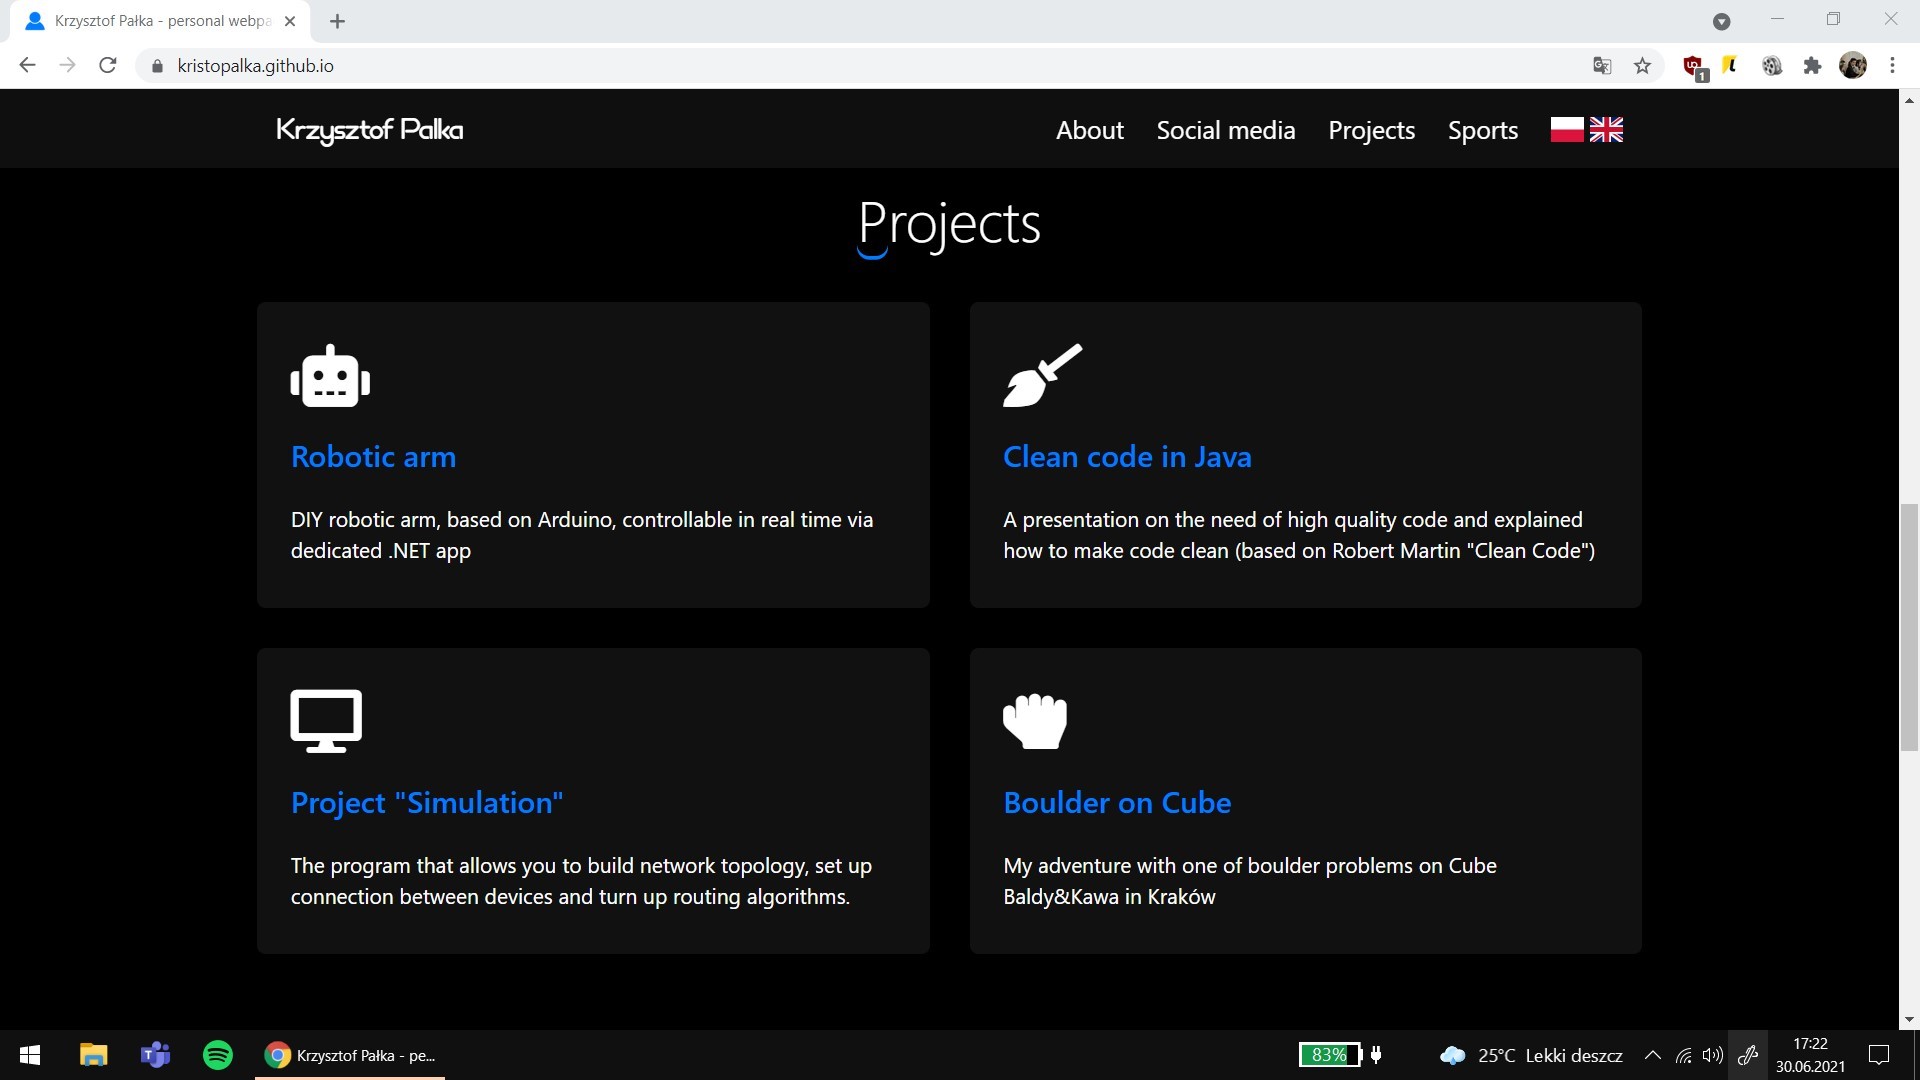 Krzysztof Pałka - personal webpa
kristopalka.github.io
1
Krzysztof Palka
About Social media Projects Sports
Projects
Robotic arm
DIY robotic arm, based on Arduino, controllable in real time via
dedicated .NET app
Clean code in Java
A presentation on the need of high quality code and explained
how to make code clean (based on Robert Martin "Clean Code")
Project "Simulation"
The program that allows you to build network topology, set up
connection between devices and turn up routing algorithms.
Boulder on Cube
My adventure with one of boulder problems on Cube
Baldy&Kawa in Kraków
Krzysztof Pałka - pe...
83%
25°C Lekki deszcz
17:22
30.06.2021